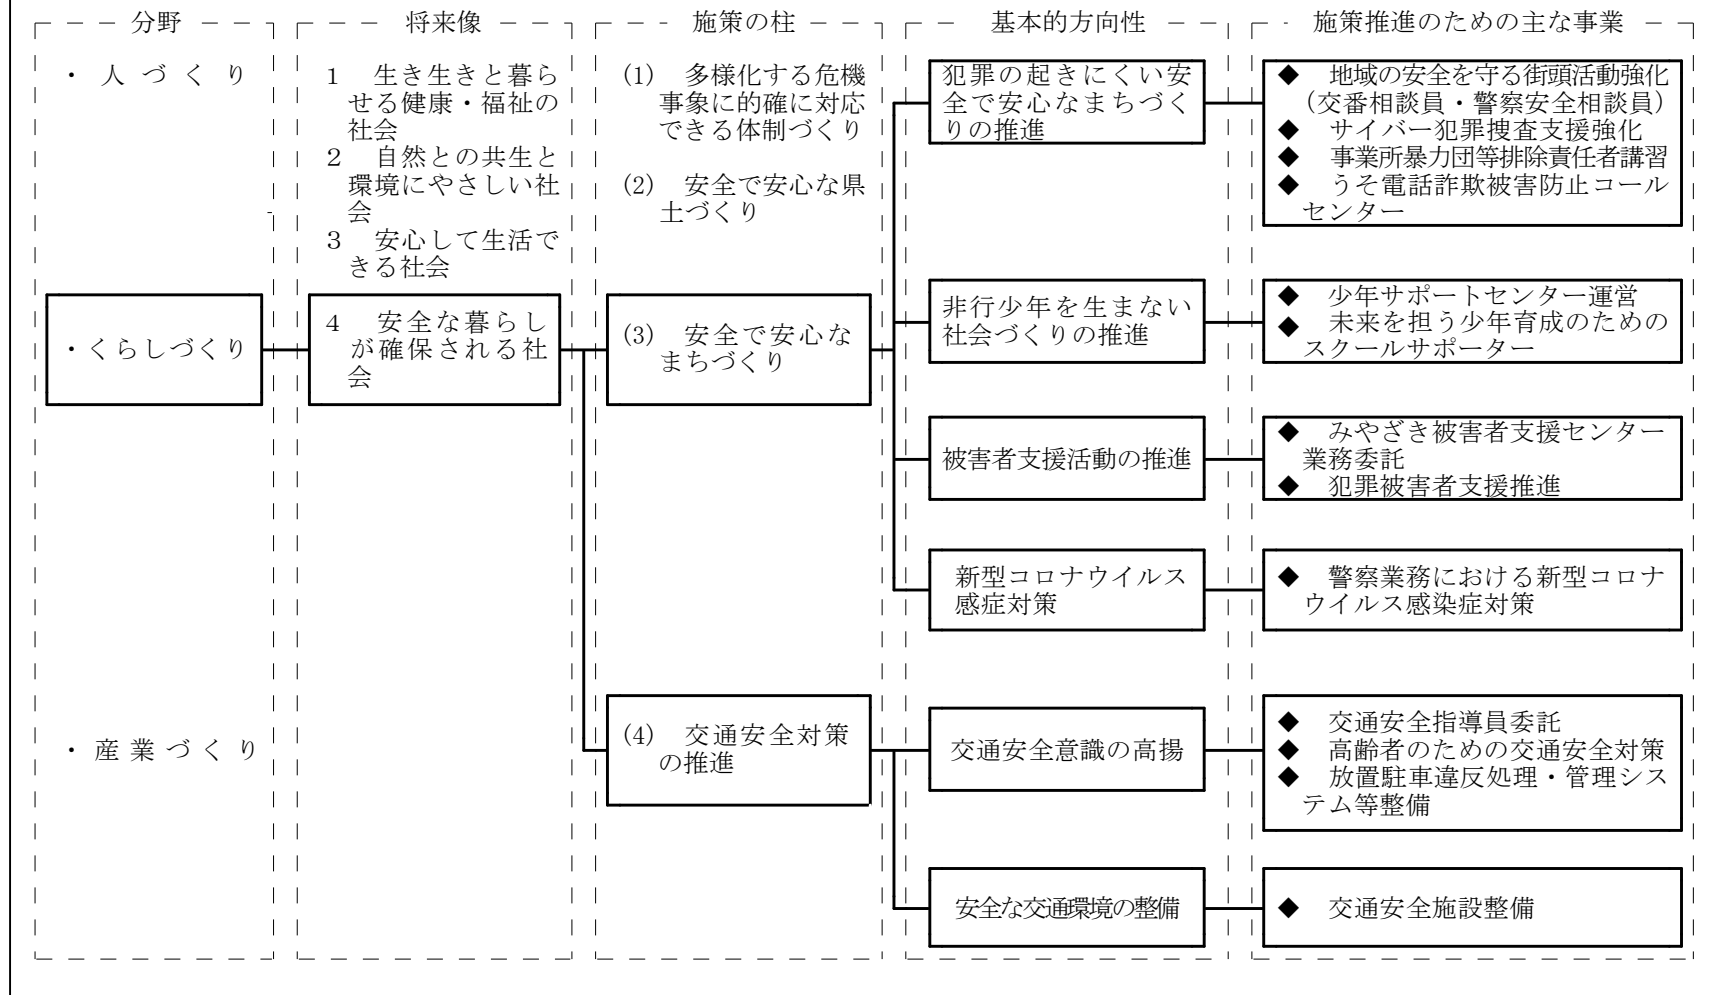 分野
・人づくり
・くらしづくり
・産業づくり
将来像
1 生き生きと暮ら
せる健康・福祉の
社会
2 自然との共生と
環境にやさしい社
会
3 安心して生活で
きる社会
4 安全な暮らし
が確保される社
会
施策の柱
(1) 多様化する危機
事象に的確に対応
できる体制づくり
(2) 安全で安心な県
土づくり
(3) 安全で安心な
まちづくり
(4) 交通安全対策
の推進
基本的方向性
犯罪の起きにくい安
全で安心なまちづく
りの推進
非行少年を生まない
社会づくりの推進
被害者支援活動の推進
新型コロナウイルス
感症対策
交通安全意識の高揚
安全な交通環境の整備
施策推進のための主な事業
◆ 地域の安全を守る街頭活動強化
(交番相談員・警察安全相談員)
◆ サイバー犯罪捜査支援強化
◆ 事業所暴力団等排除責任者講習
◆ うそ電話詐欺被害防止コール
センター
◆ 少年サポートセンター運営
◆ 未来を担う少年育成のための
スクールサポーター
◆ みやざき被害者支援センター
業務委託
◆ 犯罪被害者支援推進
◆ 警察業務における新型コロナ
ウイルス感染症対策
◆ 交通安全指導員委託
◆ 高齢者のための交通安全対策
◆ 放置駐車違反処理・管理シス
テム等整備
◆ 交通安全施設整備